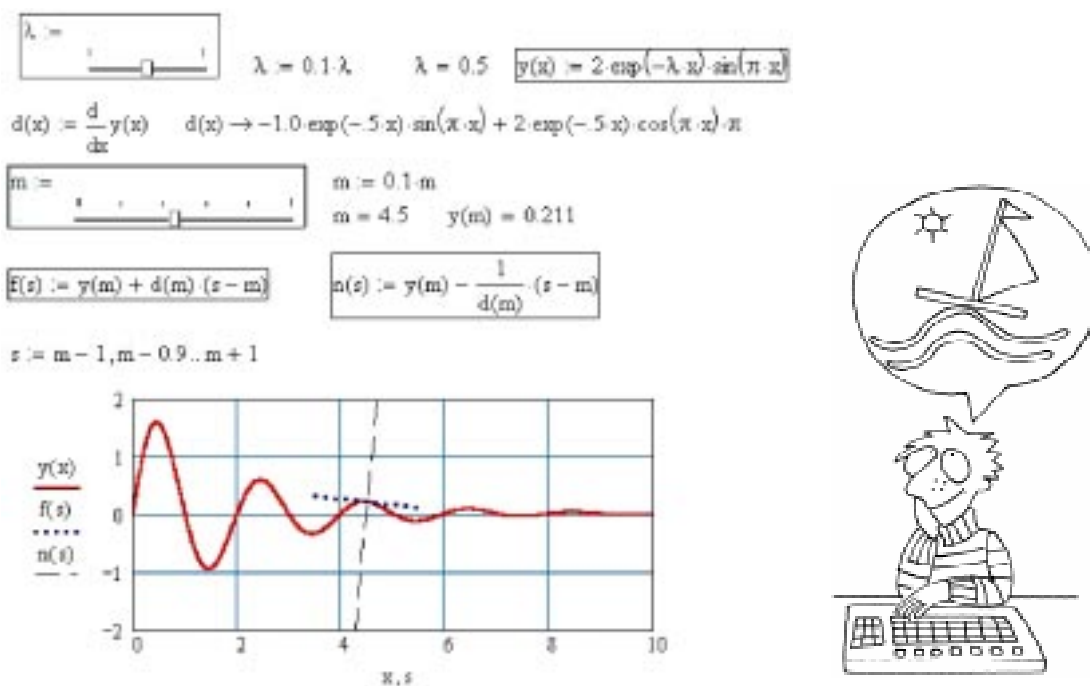 λ :=
λ := 0.1·λ λ = 0.5 y(x) := 2·exp(-λ·x)·sin(π·x)
d(x) := d/dx y(x) d(x) → -1.0·exp(-.5·x)·sin(π·x) + 2·exp(-.5·x)·cos(π·x)·π
m :=
m := 0.1·m
m = 4.5 y(m) = 0.211
f(s) := y(m) + d(m)·(s - m) n(s) := y(m) - 1/d(m)·(s - m)
s := m - 1, m - 0.9 .. m + 1
2
1
0
-1
-2
y(x)
f(s)
n(s)
0 2 4 6 8 10
x,s